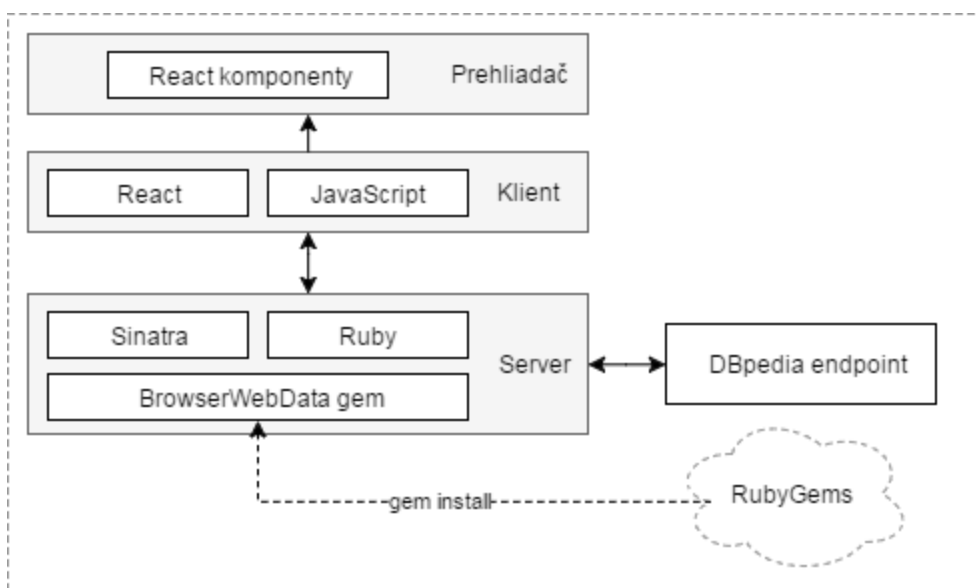 React komponenty
Prehliadač
React
JavaScript
Klient
Sinatra
Ruby
Server
BrowserWebData gem
DBpedia endpoint
gem install
RubyGems